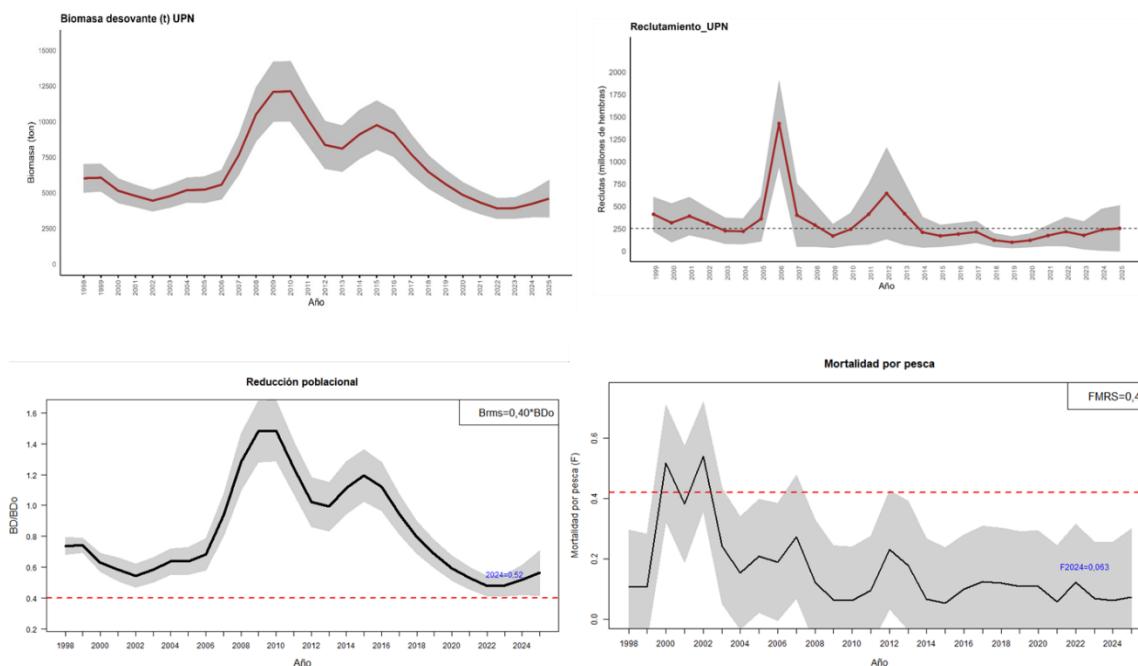 Biomasa desovante (t) UPN
15000
12500
10000
7500
5000
2500
0
Biomasa (ton)
1998 1999 2000 2001 2002 2003 2004 2005 2006 2007 2008 2009 2010 2011 2012 2013 2014 2015 2016 2017 2018 2019 2020 2021 2022 2023 2024 2025
Año
Reclutamiento_UPN
2000
1750
1500
1250
1000
750
500
250
0
Reclutas (millones de hembras)
1999 2000 2001 2002 2003 2004 2005 2006 2007 2008 2009 2010 2011 2012 2013 2014 2015 2016 2017 2018 2019 2020 2021 2022 2023 2024 2025
Año
Reducción poblacional
Brms=0,40*BDo
1.6
1.4
1.2
1.0
0.8
0.6
0.4
0.2
BD/BDo
2024=0,52
1998 2000 2002 2004 2006 2008 2010 2012 2014 2016 2018 2020 2022 2024
Año
Mortalidad por pesca
FMRS=0,4
0.6
0.4
0.2
0.0
Mortalidad por pesca (F)
F2024=0,063
1998 2000 2002 2004 2006 2008 2010 2012 2014 2016 2018 2020 2022 2024
Año